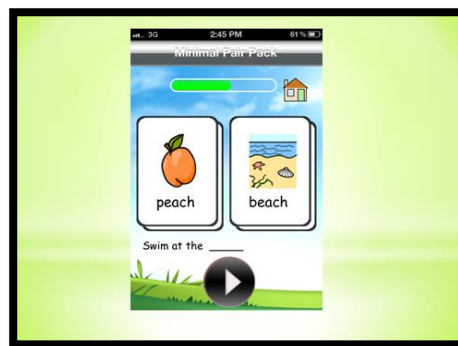 3G 2:45 PM 61%
Minimal Pair Pack
peach beach
Swim at the _____